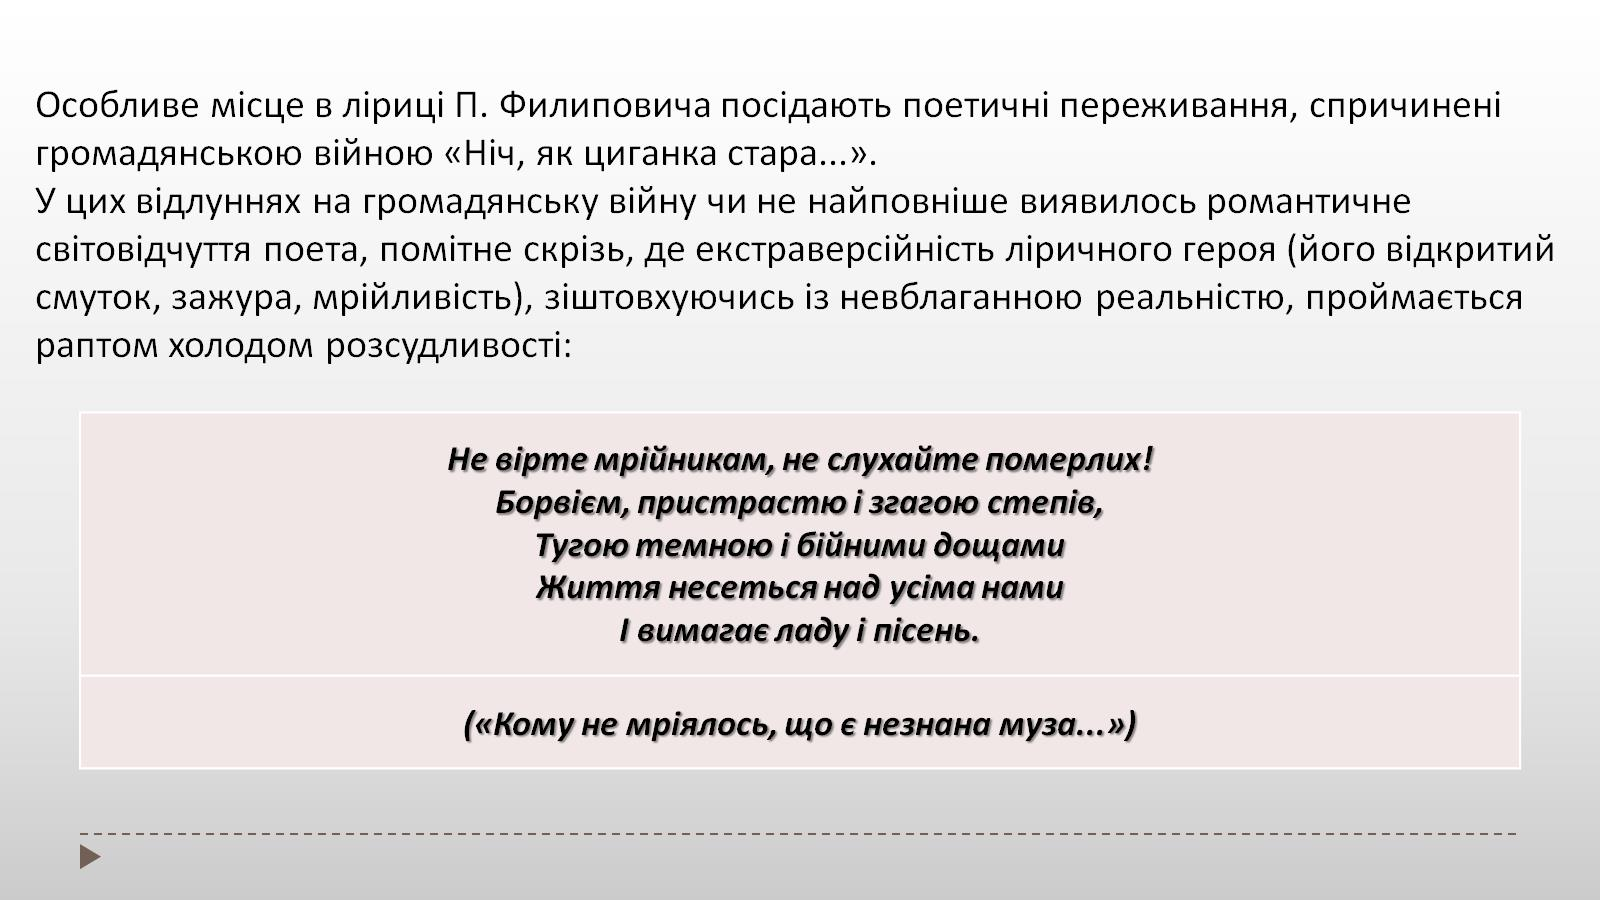 Особливе місце в ліриці П. Филиповича посідають поетичні переживання, спричинені
громадянською війною «Ніч, як циганка стара...».
У цих відлуннях на громадянську війну чи не найповніше виявилось романтичне
світовідчуття поета, помітне скрізь, де екстраверсійність ліричного героя (його відкритий
смуток, зажура, мрійливість), зіштовхуючись із невблаганною реальністю, проймається
раптом холодом розсудливості:
Не вірте мрійникам, не слухайте померлих!
Борвієм, пристрастю і згагою степів,
Тугою темною і бійними дощами
Життя несеться над усіма нами
І вимагає ладу і пісень.
(«Кому не мріялось, що є незнана муза...»)